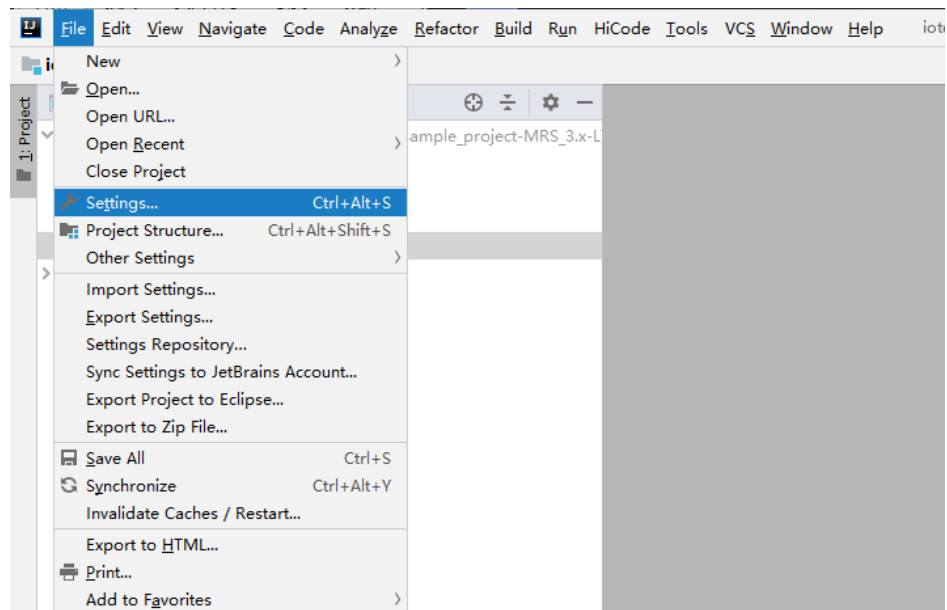 File Edit View Navigate Code Analyze Refactor Build Run HiCode Tools VCS Window Help
New
Open...
Open URL...
Open Recent
Close Project
Settings... Ctrl+Alt+S
Project Structure... Ctrl+Alt+Shift+S
Other Settings
Import Settings...
Export Settings...
Settings Repository...
Sync Settings to JetBrains Account...
Export Project to Eclipse...
Export to Zip File...
Save All Ctrl+S
Synchronize Ctrl+Alt+Y
Invalidate Caches / Restart...
Export to HTML...
Print...
Add to Favorites
1: Project
ample_project-MRS_3.x-L